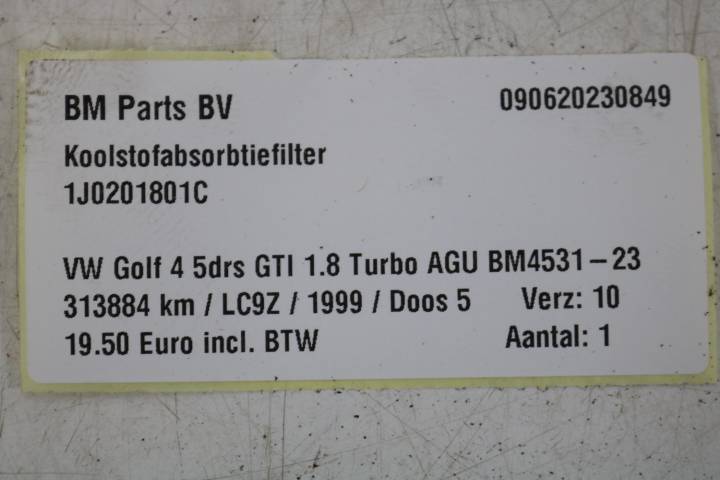 BM Parts BV 090620230849
Koolstofabsorbtiefilter
1J0201801C
VW Golf 4 5drs GTI 1.8 Turbo AGU BM4531-23
313884 km / LC9Z / 1999 / Doos 5 Verz: 10
19.50 Euro incl. BTW Aantal: 1